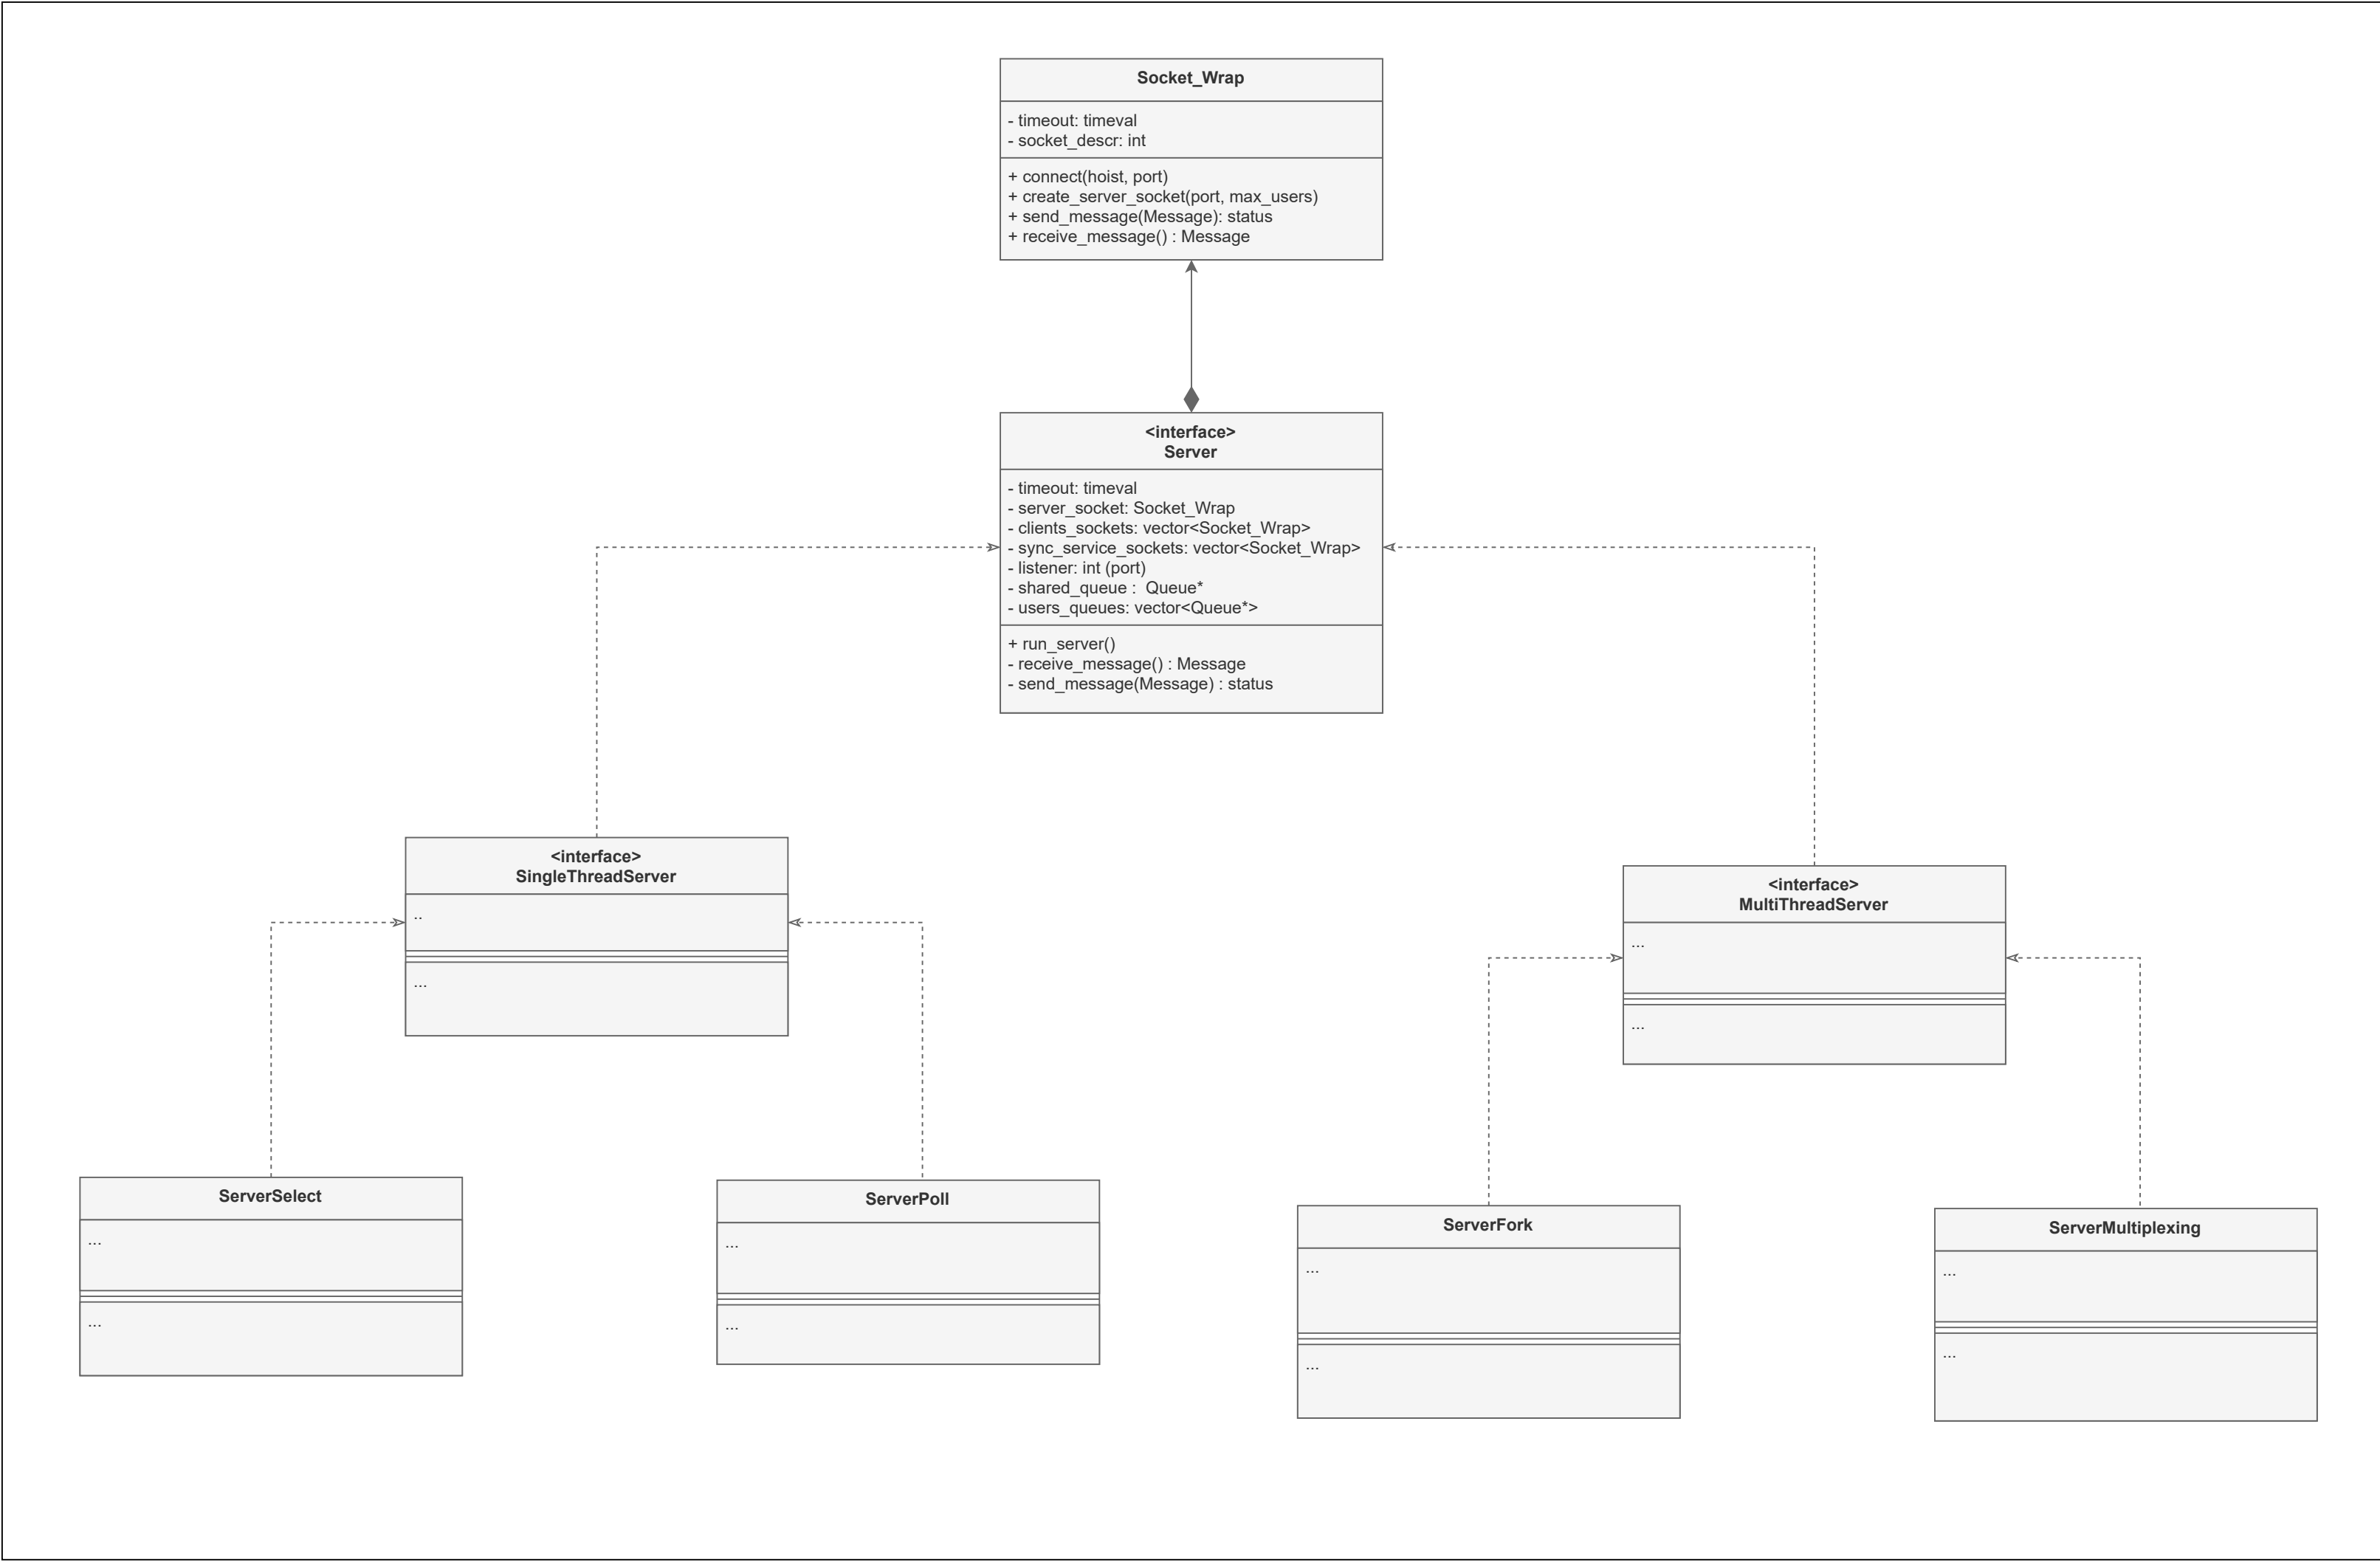 Socket_Wrap
- timeout: timeval
- socket_descr: int
+ connect(hoist, port)
+ create_server_socket(port, max_users)
+ send_message(Message): status
+ receive_message() : Message
<interface>
Server
- timeout: timeval
- server_socket: Socket_Wrap
- clients_sockets: vector<Socket_Wrap>
- sync_service_sockets: vector<Socket_Wrap>
- listener: int (port)
- shared_queue :  Queue*
- users_queues: vector<Queue*>
+ run_server()
- receive_message() : Message
- send_message(Message) : status
<interface>
SingleThreadServer
..
...
<interface>
MultiThreadServer
...
...
ServerSelect
...
...
ServerPoll
...
...
ServerFork
...
...
ServerMultiplexing
...
...